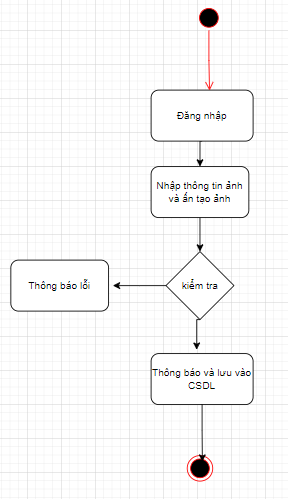 Đăng nhập
Nhập thông tin ảnh
và ấn tạo ảnh
kiểm tra
Thông báo lỗi
Thông báo và lưu vào
CSDL